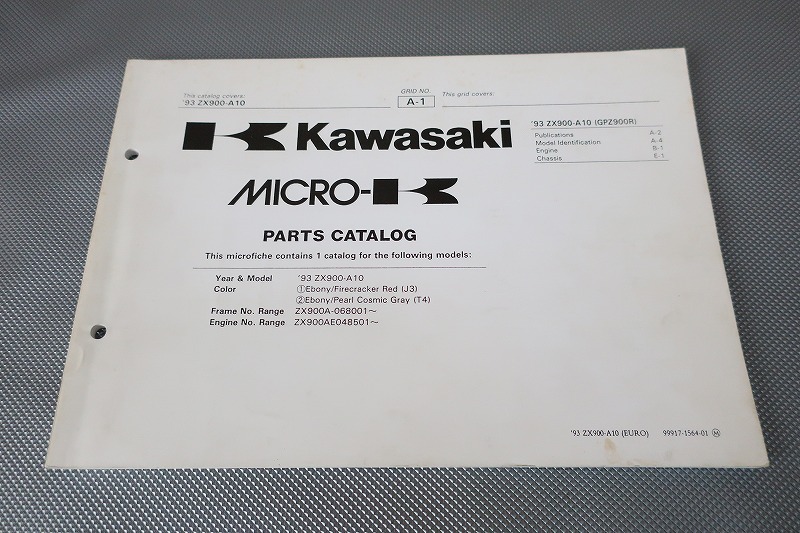 This catalog covers:
'93 ZX900-A10
GRID NO.
A-1
This grid covers:
Kawasaki
'93 ZX900-A10 (GPZ900R)
Publications A-2
Model Identification A-4
Engine B-1
Chassis E-1
MICRO-K
PARTS CATALOG
This microfiche contains 1 catalog for the following models:
Year & Model '93 ZX900-A10
Color ①Ebony/Firecracker Red (J3)
②Ebony/Pearl Cosmic Gray (T4)
Frame No. Range ZX900A-068001～
Engine No. Range ZX900AE048501～
'93 ZX900-A10 (EURO) 99917-1564-01 Ⓜ